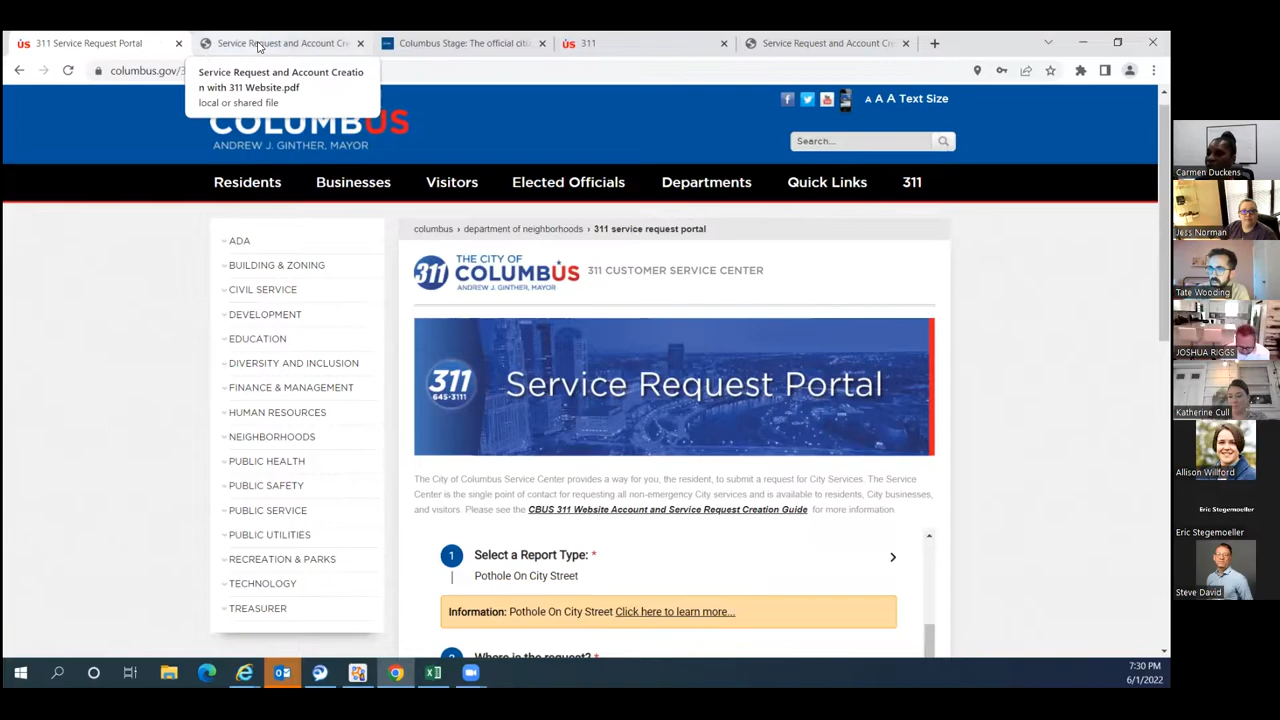 311 Service Request Portal
Service Request and Account Cre
Columbus Stage: The official citi
311
Service Request and Account Cre
columbus.gov/3
Service Request and Account Creatio
n with 311 Website.pdf
local or shared file
COLUMBUS
ANDREW J. GINTHER, MAYOR
A A A Text Size
Search...
Residents
Businesses
Visitors
Elected Officials
Departments
Quick Links
311
ADA
BUILDING & ZONING
CIVIL SERVICE
DEVELOPMENT
EDUCATION
DIVERSITY AND INCLUSION
FINANCE & MANAGEMENT
HUMAN RESOURCES
NEIGHBORHOODS
PUBLIC HEALTH
PUBLIC SAFETY
PUBLIC SERVICE
PUBLIC UTILITIES
RECREATION & PARKS
TECHNOLOGY
TREASURER
columbus › department of neighborhoods › 311 service request portal
311
THE CITY OF
COLUMBUS
ANDREW J. GINTHER, MAYOR
311 CUSTOMER SERVICE CENTER
311
645-3111
Service Request Portal
The City of Columbus Service Center provides a way for you, the resident, to submit a request for City Services. The Service
Center is the single point of contact for requesting all non-emergency City services and is available to residents, City businesses,
and visitors. Please see the CBUS 311 Website Account and Service Request Creation Guide for more information.
1 Select a Report Type: *
Pothole On City Street
Information: Pothole On City Street Click here to learn more...
Where is the request? *
7:30 PM
6/1/2022
Carmen Duckens
Jess Norman
Tate Wooding
JOSHUA RIGGS
Katherine Cull
Allison Willford
Eric Stegemoeller
Eric Stegemoeller
Steve David